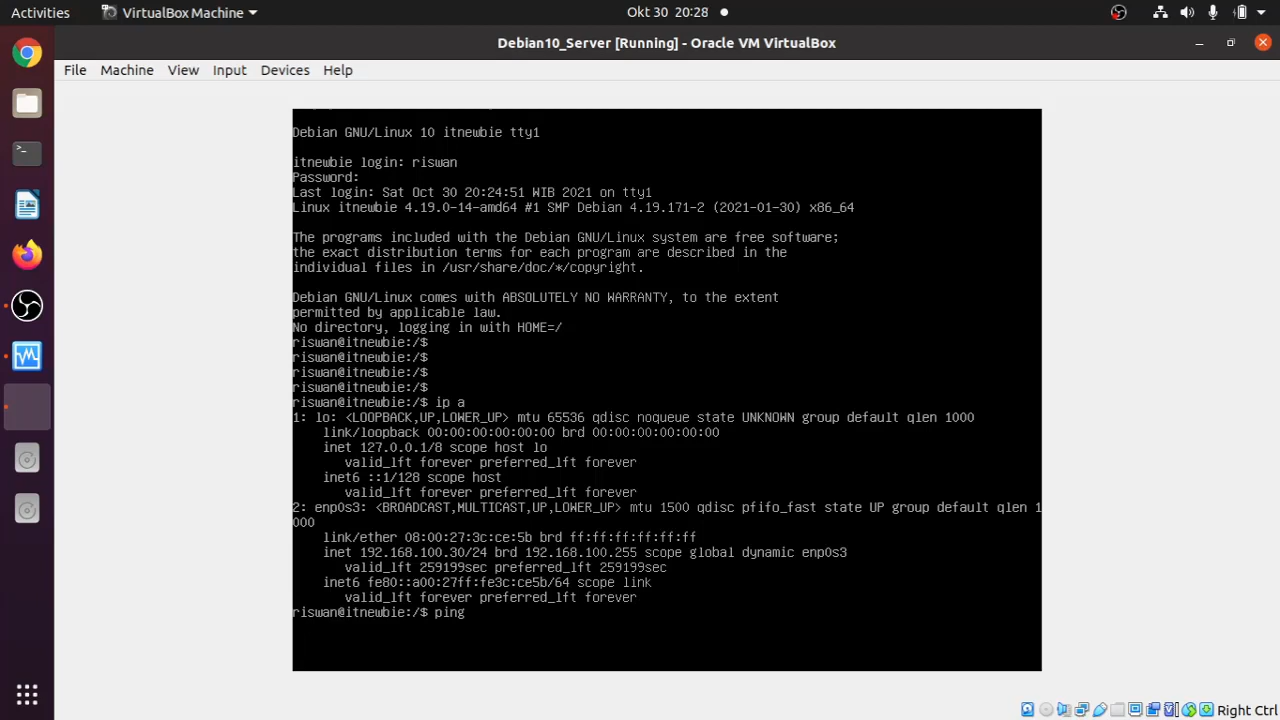 Activities
VirtualBox Machine
Okt 30 20:28
Debian10_Server [Running] - Oracle VM VirtualBox
File Machine View Input Devices Help
Debian GNU/Linux 10 itnewbie tty1
itnewbie login: riswan
Password:
Last login: Sat Oct 30 20:24:51 WIB 2021 on tty1
Linux itnewbie 4.19.0-14-amd64 #1 SMP Debian 4.19.171-2 (2021-01-30) x86_64
The programs included with the Debian GNU/Linux system are free software;
the exact distribution terms for each program are described in the
individual files in /usr/share/doc/*/copyright.
Debian GNU/Linux comes with ABSOLUTELY NO WARRANTY, to the extent
permitted by applicable law.
No directory, logging in with HOME=/
riswan@itnewbie:/$
riswan@itnewbie:/$
riswan@itnewbie:/$
riswan@itnewbie:/$
riswan@itnewbie:/$ ip a
1: lo: <LOOPBACK,UP,LOWER_UP> mtu 65536 qdisc noqueue state UNKNOWN group default qlen 1000
link/loopback 00:00:00:00:00:00 brd 00:00:00:00:00:00
inet 127.0.0.1/8 scope host lo
valid_lft forever preferred_lft forever
inet6 ::1/128 scope host
valid_lft forever preferred_lft forever
2: enp0s3: <BROADCAST,MULTICAST,UP,LOWER_UP> mtu 1500 qdisc pfifo_fast state UP group default qlen 1
000
link/ether 08:00:27:3c:ce:5b brd ff:ff:ff:ff:ff:ff
inet 192.168.100.30/24 brd 192.168.100.255 scope global dynamic enp0s3
valid_lft 259199sec preferred_lft 259199sec
inet6 fe80::a00:27ff:fe3c:ce5b/64 scope link
valid_lft forever preferred_lft forever
riswan@itnewbie:/$ ping
Right Ctrl